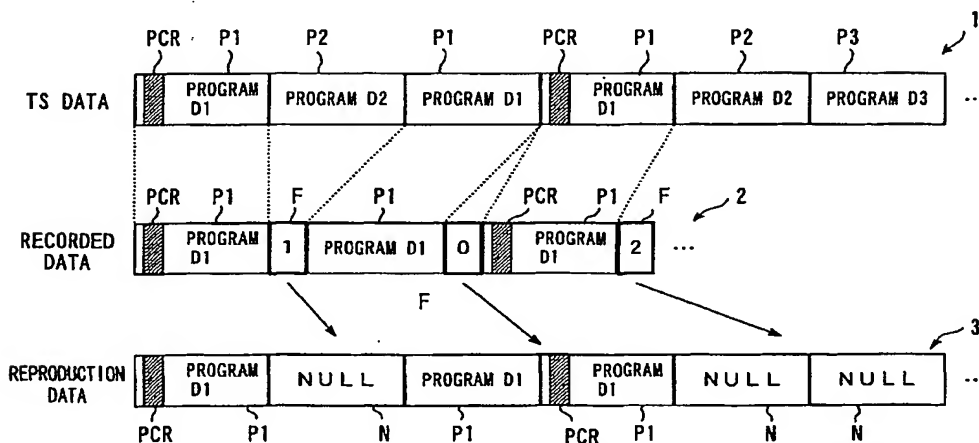 PCR P1 P2 P1 PCR P1 P2 P3 1
TS DATA
PROGRAM D1 PROGRAM D2 PROGRAM D1 PROGRAM D1 PROGRAM D2 PROGRAM D3 ...
PCR P1 F P1 PCR P1 F 2
RECORDED DATA
PROGRAM D1 1 PROGRAM D1 0 PROGRAM D1 2 ...
F
3
REPRODUCTION DATA
PROGRAM D1 NULL PROGRAM D1 PROGRAM D1 NULL NULL ...
PCR P1 N P1 PCR P1 N N